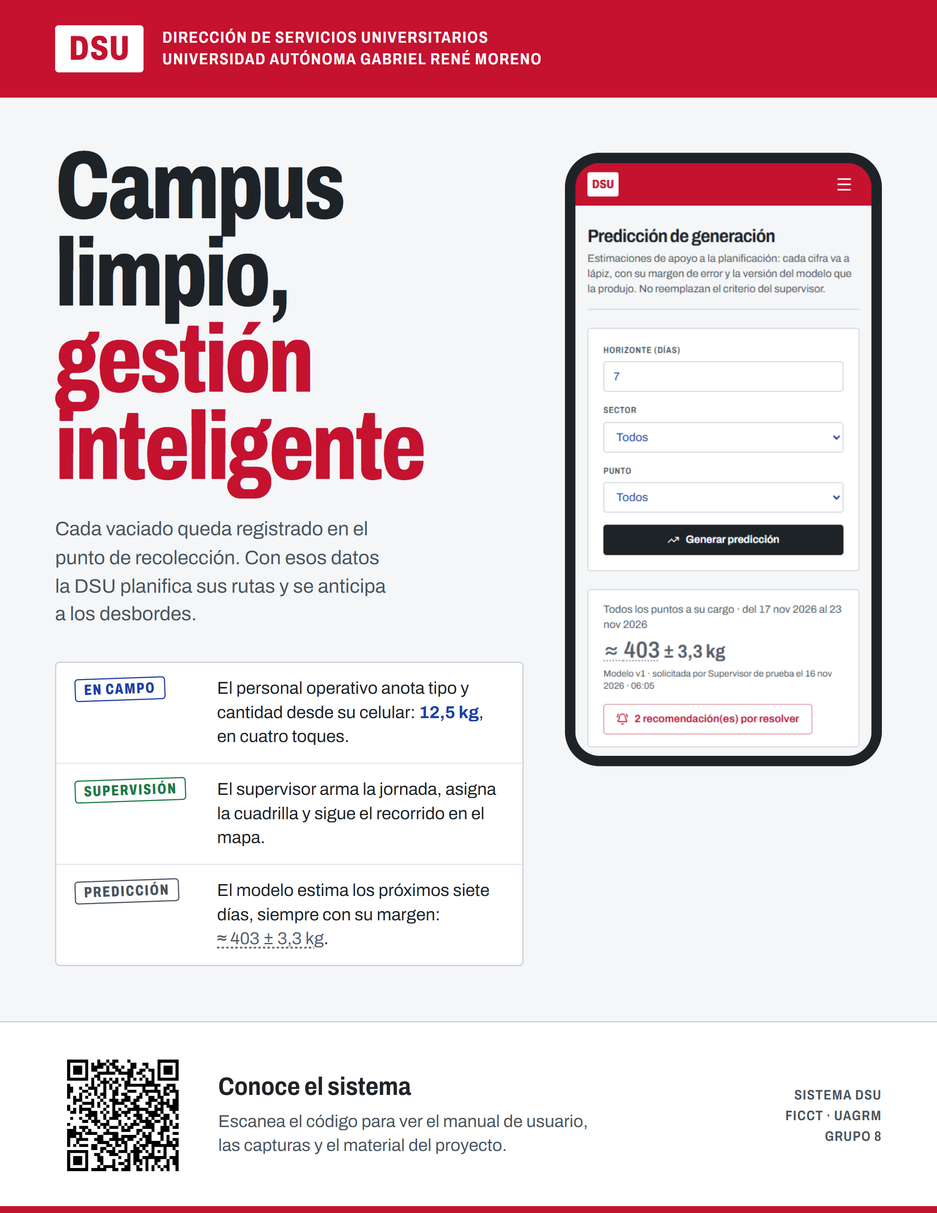 DSU
DIRECCIÓN DE SERVICIOS UNIVERSITARIOS
UNIVERSIDAD AUTÓNOMA GABRIEL RENÉ MORENO
Campus
limpio,
gestión
inteligente
Cada vaciado queda registrado en el
punto de recolección. Con esos datos
la DSU planifica sus rutas y se anticipa
a los desbordes.
EN CAMPO
El personal operativo anota tipo y
cantidad desde su celular: 12,5 kg,
en cuatro toques.
SUPERVISIÓN
El supervisor arma la jornada, asigna
la cuadrilla y sigue el recorrido en el
mapa.
PREDICCIÓN
El modelo estima los próximos siete
días, siempre con su margen:
≈ 403 ± 3,3 kg.
DSU
Predicción de generación
Estimaciones de apoyo a la planificación: cada cifra va a
lápiz, con su margen de error y la versión del modelo que
la produjo. No reemplazan el criterio del supervisor.
HORIZONTE (DÍAS)
7
SECTOR
Todos
PUNTO
Todos
Generar predicción
Todos los puntos a su cargo · del 17 nov 2026 al 23
nov 2026
≈ 403 ± 3,3 kg
Modelo v1 · solicitada por Supervisor de prueba el 16 nov
2026 · 06:05
2 recomendación(es) por resolver
Conoce el sistema
Escanea el código para ver el manual de usuario,
las capturas y el material del proyecto.
SISTEMA DSU
FICCT · UAGRM
GRUPO 8